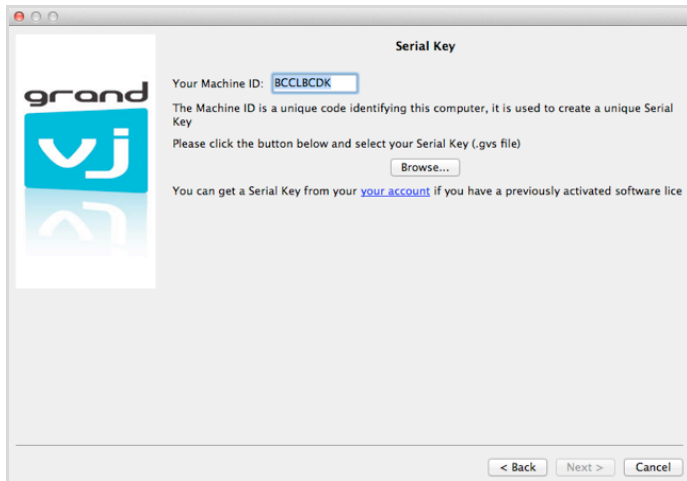 Serial Key
grand
vj
Your Machine ID: BCCLBCDK
The Machine ID is a unique code identifying this computer, it is used to create a unique Serial
Key
Please click the button below and select your Serial Key (.gvs file)
Browse...
You can get a Serial Key from your your account if you have a previously activated software lice
< Back
Next >
Cancel